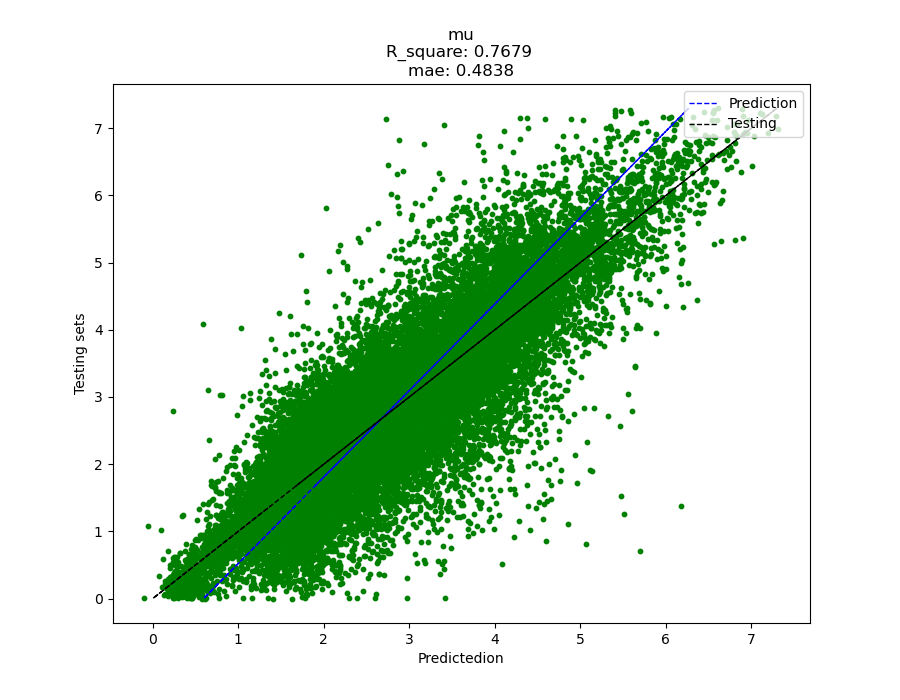 mu
R_square: 0.7679
mae: 0.4838
Prediction
Testing
7
6
5
4
3
2
1
0
Testing sets
0 1 2 3 4 5 6 7
Predictedion